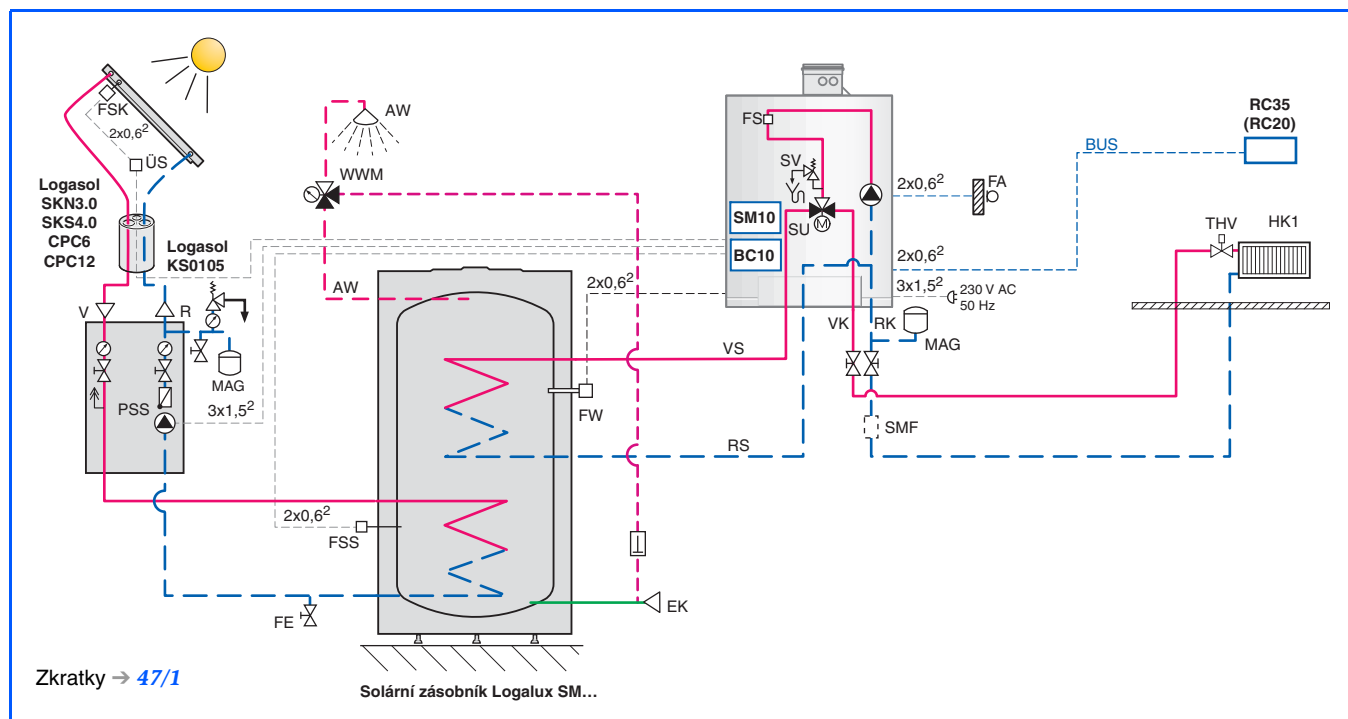 FSK
2x0,6²
ÜS
Logasol
SKN3.0
SKS4.0
CPC6
CPC12
Logasol
KS0105
V
R
MAG
PSS
3x1,5²
FE
AW
WWM
AW
2x0,6²
FSS
2x0,6²
FW
VS
RS
EK
FS
SV
SU
M
SM10
BC10
2x0,6²
FA
BUS
RC35
(RC20)
2x0,6²
3x1,5²
230 V AC
50 Hz
VK
RK
MAG
SMF
THV
HK1
Zkratky → 47/1
Solární zásobník Logalux SM…